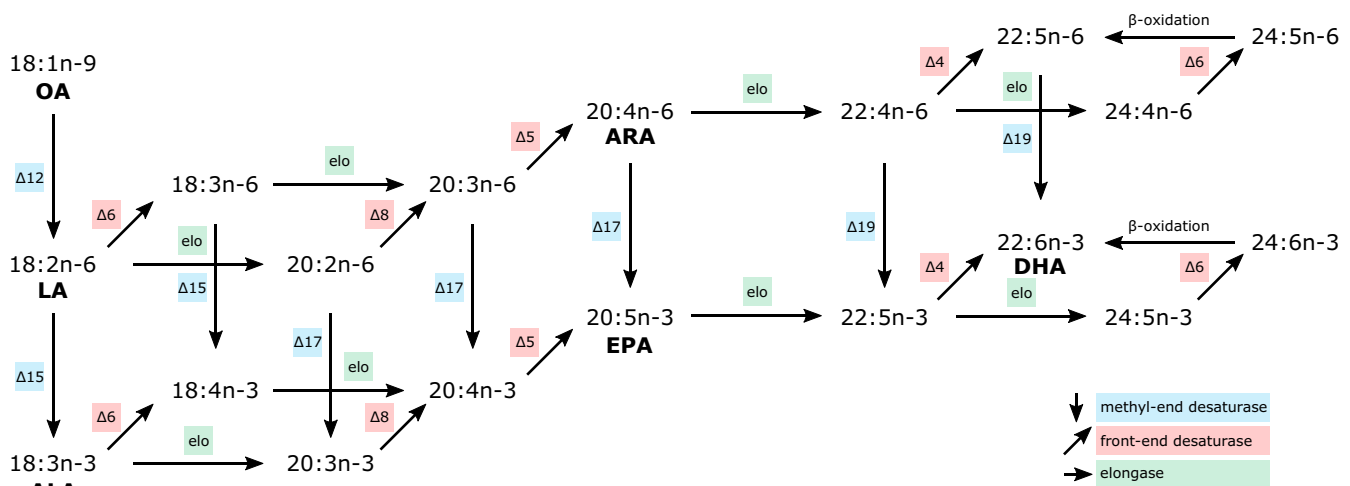 22:5n-6
β-oxidation
24:5n-6
18:1n-9
OA
Δ4
Δ6
elo
elo
20:4n-6
ARA
22:4n-6
24:4n-6
Δ5
Δ19
Δ12
elo
18:3n-6
20:3n-6
Δ6
Δ8
Δ17
Δ19
elo
β-oxidation
22:6n-3
DHA
24:6n-3
18:2n-6
LA
20:2n-6
Δ15
Δ17
Δ4
Δ6
elo
elo
20:5n-3
EPA
22:5n-3
24:5n-3
Δ17
Δ5
Δ15
elo
18:4n-3
20:4n-3
Δ6
Δ8
elo
18:3n-3
ALA
20:3n-3
methyl-end desaturase
front-end desaturase
elongase